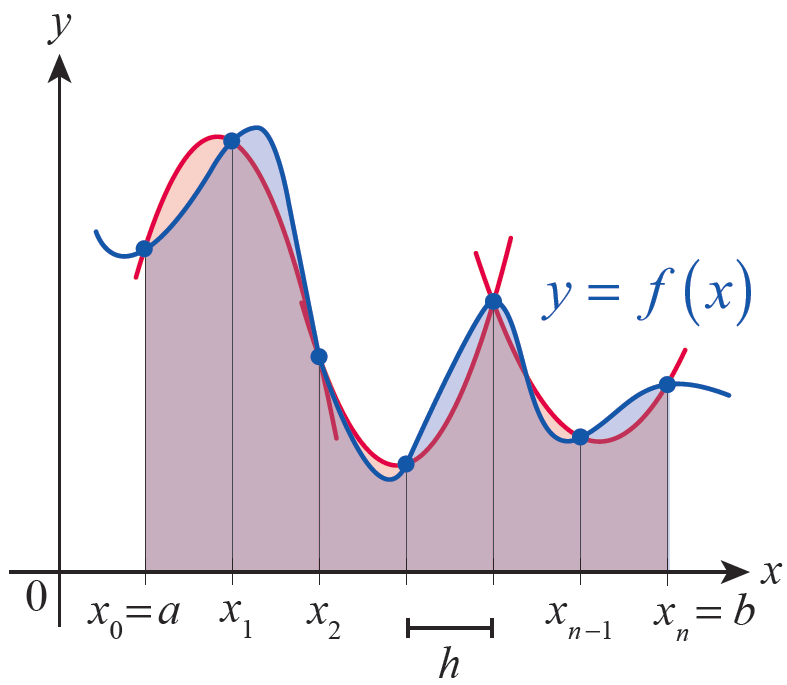 y
y = f(x)
x
0
x₀=a x₁ x₂ xₙ₋₁ xₙ = b
h